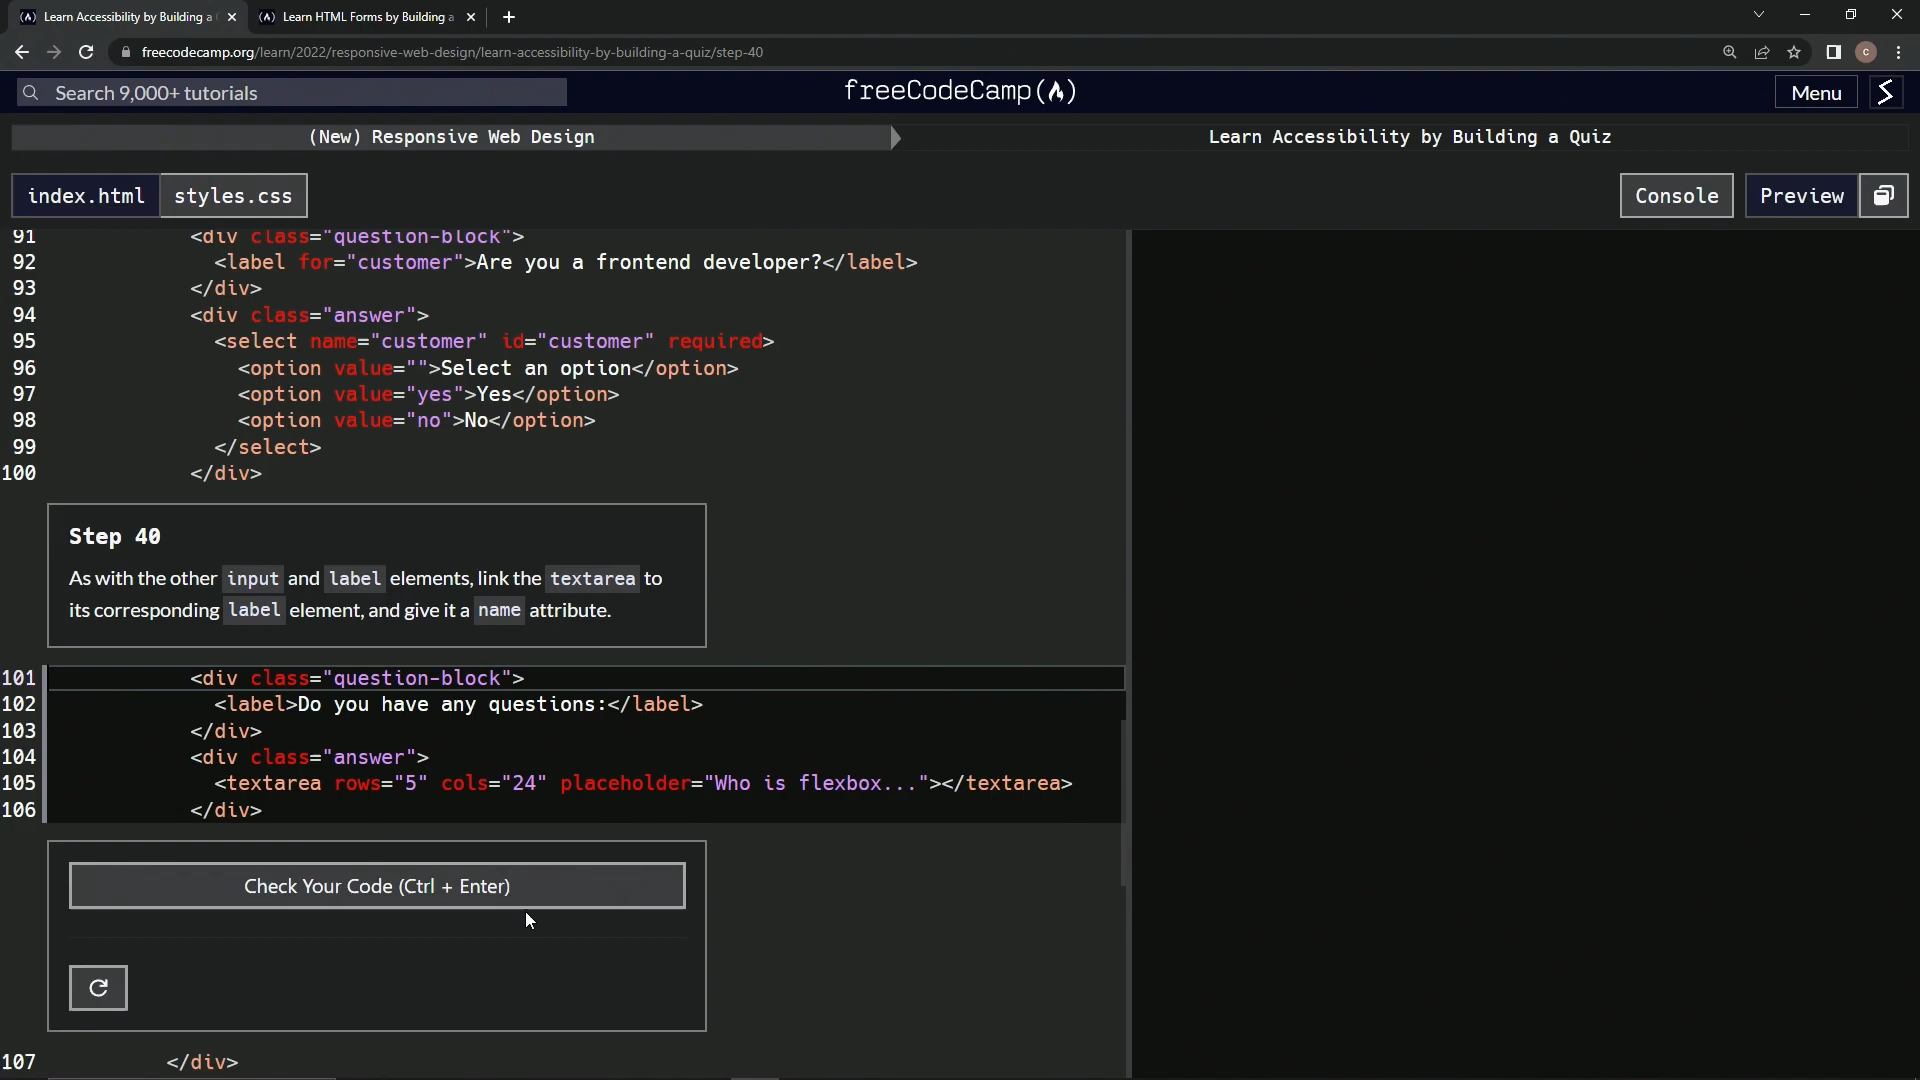 Learn Accessibility by Building a
Learn HTML Forms by Building a
freecodecamp.org/learn/2022/responsive-web-design/learn-accessibility-by-building-a-quiz/step-40
c
Search 9,000+ tutorials
freeCodeCamp
Menu
(New) Responsive Web Design
Learn Accessibility by Building a Quiz
index.html
styles.css
Console
Preview
91 <div class="question-block">
92 <label for="customer">Are you a frontend developer?</label>
93 </div>
94 <div class="answer">
95 <select name="customer" id="customer" required>
96 <option value="">Select an option</option>
97 <option value="yes">Yes</option>
98 <option value="no">No</option>
99 </select>
100 </div>
Step 40
As with the other input and label elements, link the textarea to
its corresponding label element, and give it a name attribute.
101 <div class="question-block">
102 <label>Do you have any questions:</label>
103 </div>
104 <div class="answer">
105 <textarea rows="5" cols="24" placeholder="Who is flexbox..."></textarea>
106 </div>
Check Your Code (Ctrl + Enter)
107 </div>